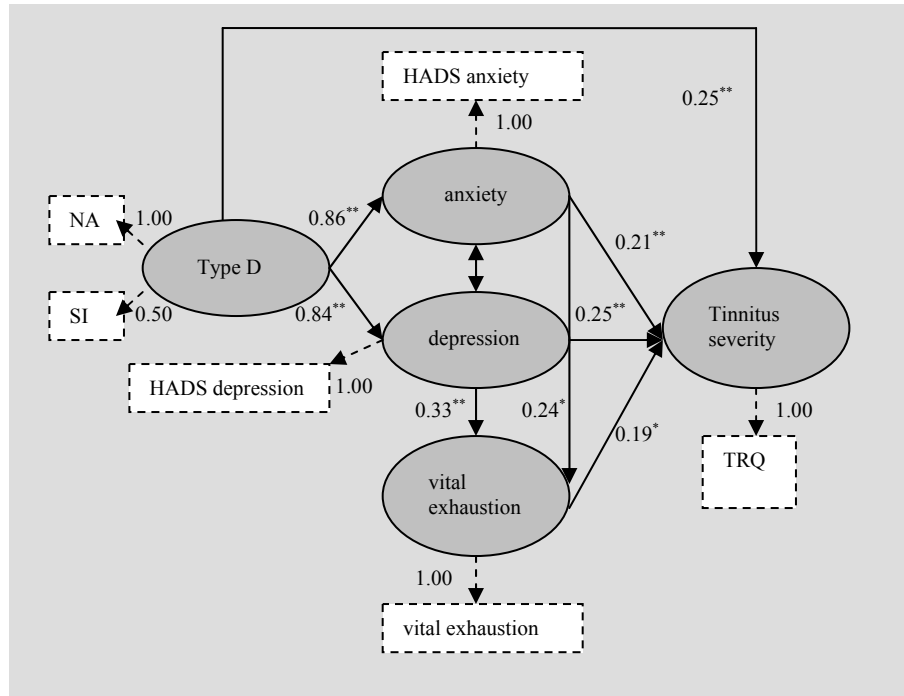 HADS anxiety
0.25**
1.00
anxiety
NA
1.00
0.86**
0.21**
Type D
SI
0.50
0.84**
depression
0.25**
Tinnitus
severity
HADS depression
1.00
0.33**
0.24*
0.19*
1.00
TRQ
vital
exhaustion
1.00
vital exhaustion